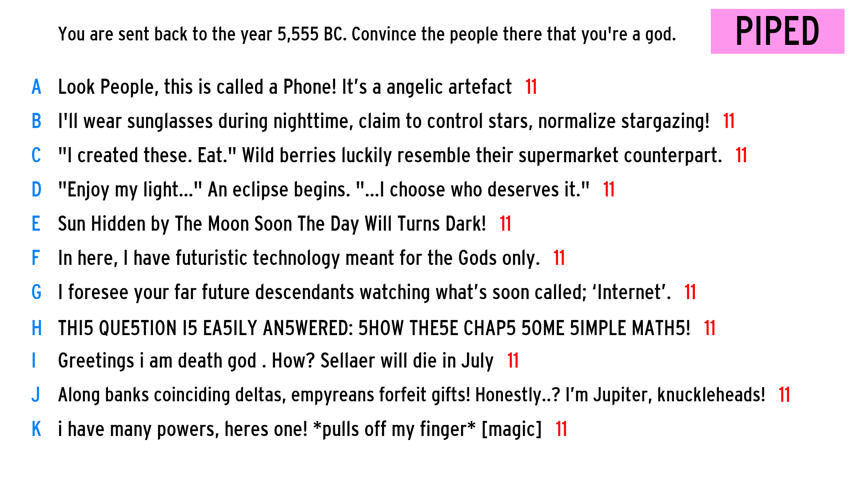 You are sent back to the year 5,555 BC. Convince the people there that you're a god. PIPED
A Look People, this is called a Phone! It’s a angelic artefact 11
B I'll wear sunglasses during nighttime, claim to control stars, normalize stargazing! 11
C "I created these. Eat." Wild berries luckily resemble their supermarket counterpart. 11
D "Enjoy my light..." An eclipse begins. "...I choose who deserves it." 11
E Sun Hidden by The Moon Soon The Day Will Turns Dark! 11
F In here, I have futuristic technology meant for the Gods only. 11
G I foresee your far future descendants watching what’s soon called; ‘Internet’. 11
H THI5 QUE5TION I5 EA5ILY AN5WERED: 5HOW THE5E CHAP5 5OME 5IMPLE MATH5! 11
I Greetings i am death god . How? Sellaer will die in July 11
J Along banks coinciding deltas, empyreans forfeit gifts! Honestly..? I’m Jupiter, knuckleheads! 11
K i have many powers, heres one! *pulls off my finger* [magic] 11